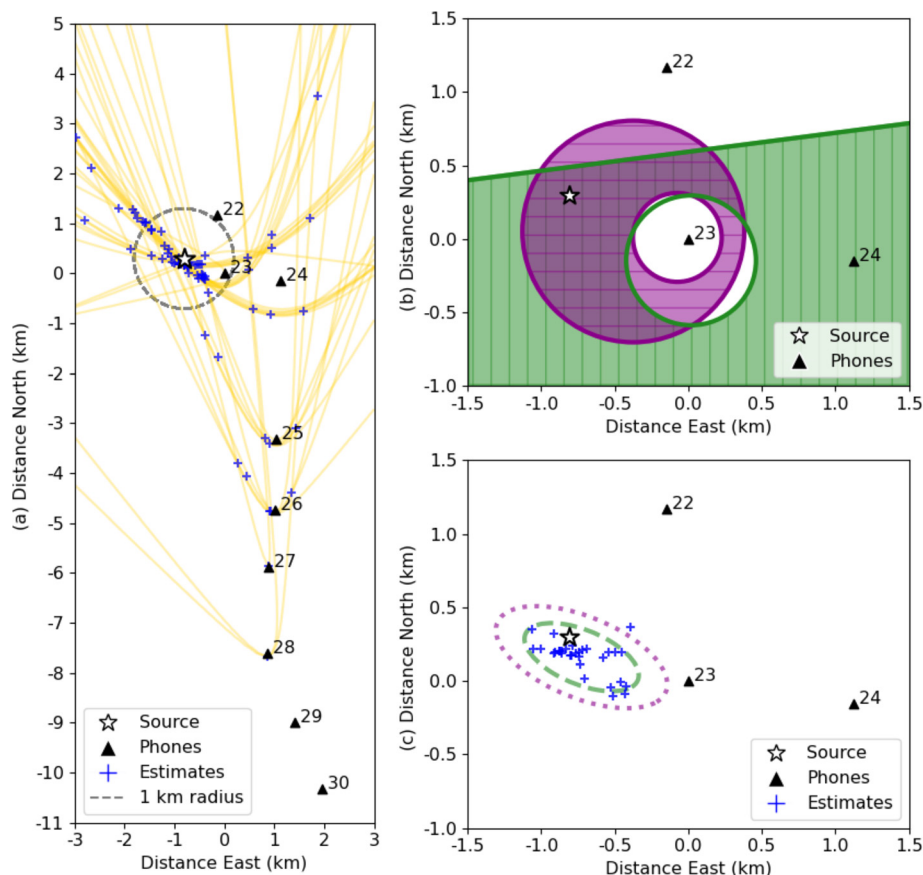 (a) Distance North (km)
5
4
3
2
1
0
-1
-2
-3
-4
-5
-6
-7
-8
-9
-10
-11
22
23
24
25
26
27
28
29
30
Source
Phones
Estimates
1 km radius
-3 -2 -1 0 1 2 3
Distance East (km)
(b) Distance North (km)
1.5
1.0
0.5
0.0
-0.5
-1.0
22
23
24
Source
Phones
-1.5 -1.0 -0.5 0.0 0.5 1.0 1.5
Distance East (km)
(c) Distance North (km)
1.5
1.0
0.5
0.0
-0.5
-1.0
22
23
24
Source
Phones
Estimates
-1.5 -1.0 -0.5 0.0 0.5 1.0 1.5
Distance East (km)